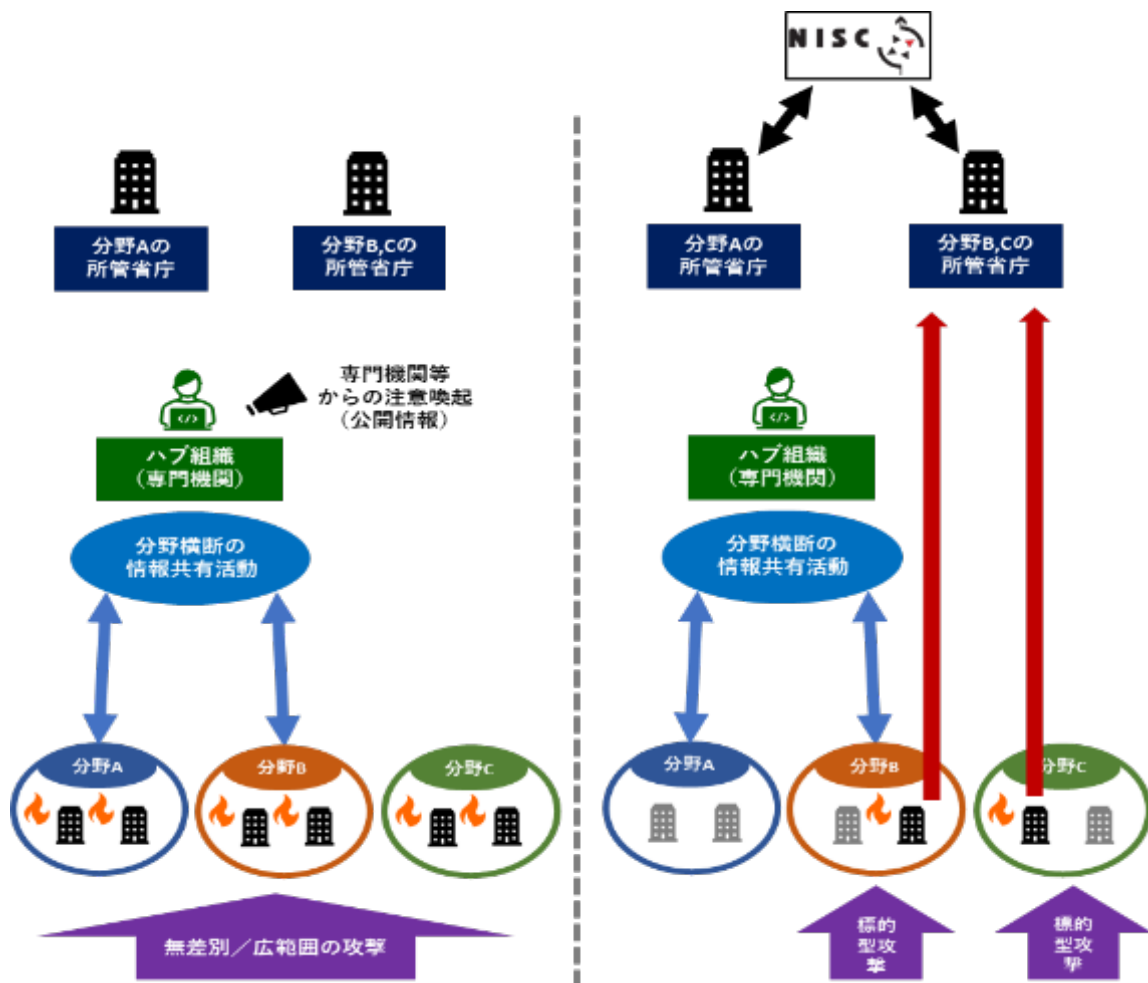 分野Aの
所管省庁
分野B,Cの
所管省庁
専門機関等
からの注意喚起
(公開情報)
</>
ハブ組織
(専門機関)
分野横断の
情報共有活動
分野A
分野B
分野C
無差別/広範囲の攻撃
NISC
分野Aの
所管省庁
分野B,Cの
所管省庁
</>
ハブ組織
(専門機関)
分野横断の
情報共有活動
分野A
分野B
分野C
標的
型攻
撃
標的
型攻
撃